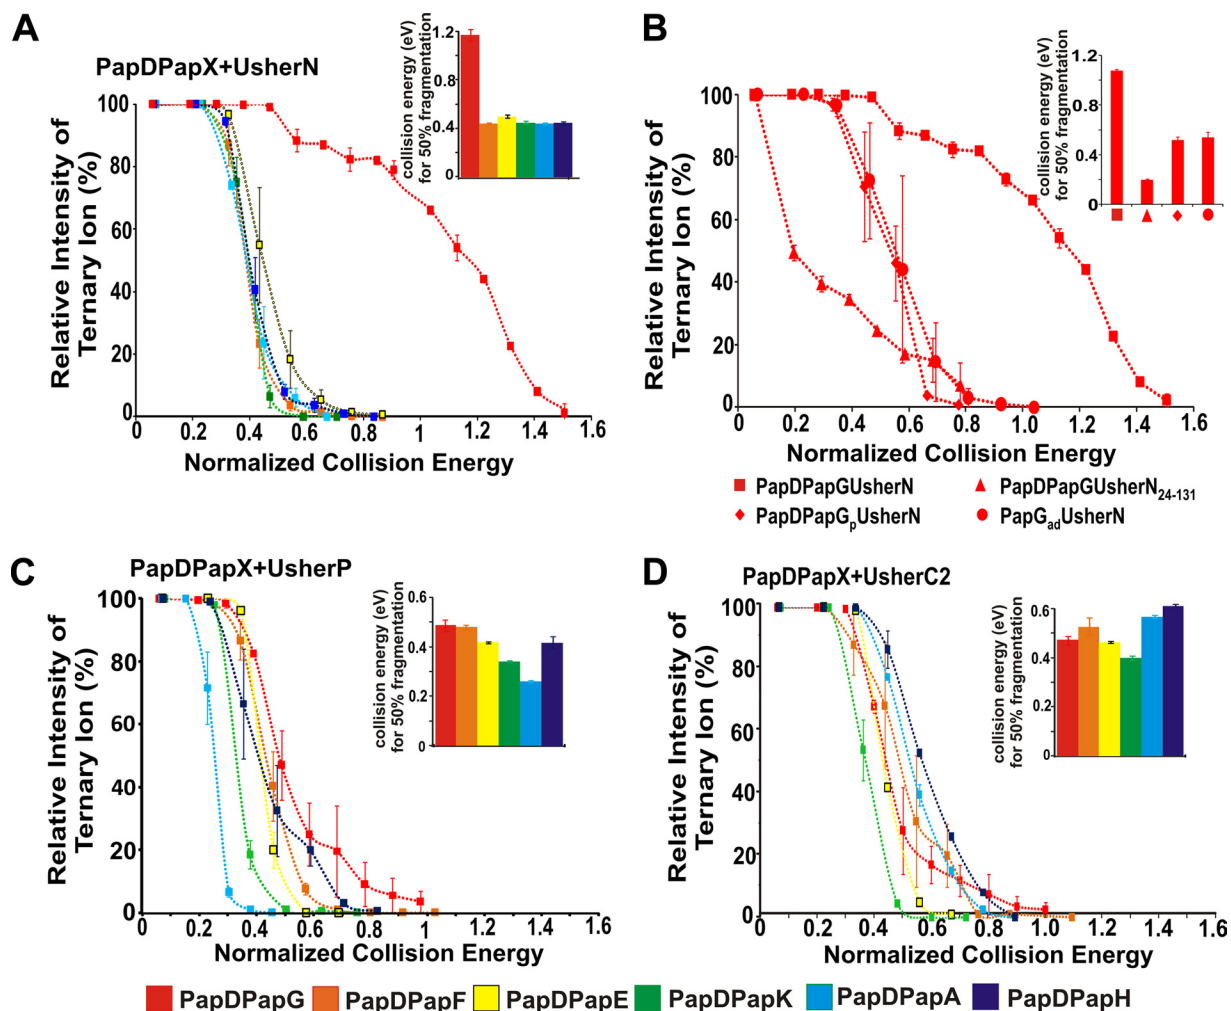 A
PapDPapX+UsherN
Relative Intensity of
Ternary Ion (%)
100
80
60
40
20
0
0.2 0.4 0.6 0.8 1 1.2 1.4 1.6
Normalized Collision Energy
collision energy (eV)
for 50% fragmentation
1.2
0.8
0.4
0
B
Relative Intensity of
Ternary Ion (%)
100
80
60
40
20
0
0.2 0.4 0.6 0.8 1.0 1.2 1.4 1.6
Normalized Collision Energy
collision energy (eV)
for 50% fragmentation
1.2
0.8
0.4
0
PapDPapGUsherN PapDPapGUsherN24-131
PapDPapGpUsherN PapGadUsherN
C
PapDPapX+UsherP
Relative Intensity of
Ternary Ion (%)
100
80
60
40
20
0
0.2 0.4 0.6 0.8 1.0 1.2 1.4 1.6
Normalized Collision Energy
collision energy (eV)
for 50% fragmentation
0.6
0.4
0.2
0
D
PapDPapX+UsherC2
Relative Intensity of
Ternary Ion (%)
100
80
60
40
20
0
0.2 0.4 0.6 0.8 1.0 1.2 1.4 1.6
Normalized Collision Energy
collision energy (eV)
for 50% fragmentation
0.6
0.4
0.2
0
PapDPapG PapDPapF PapDPapE PapDPapK PapDPapA PapDPapH